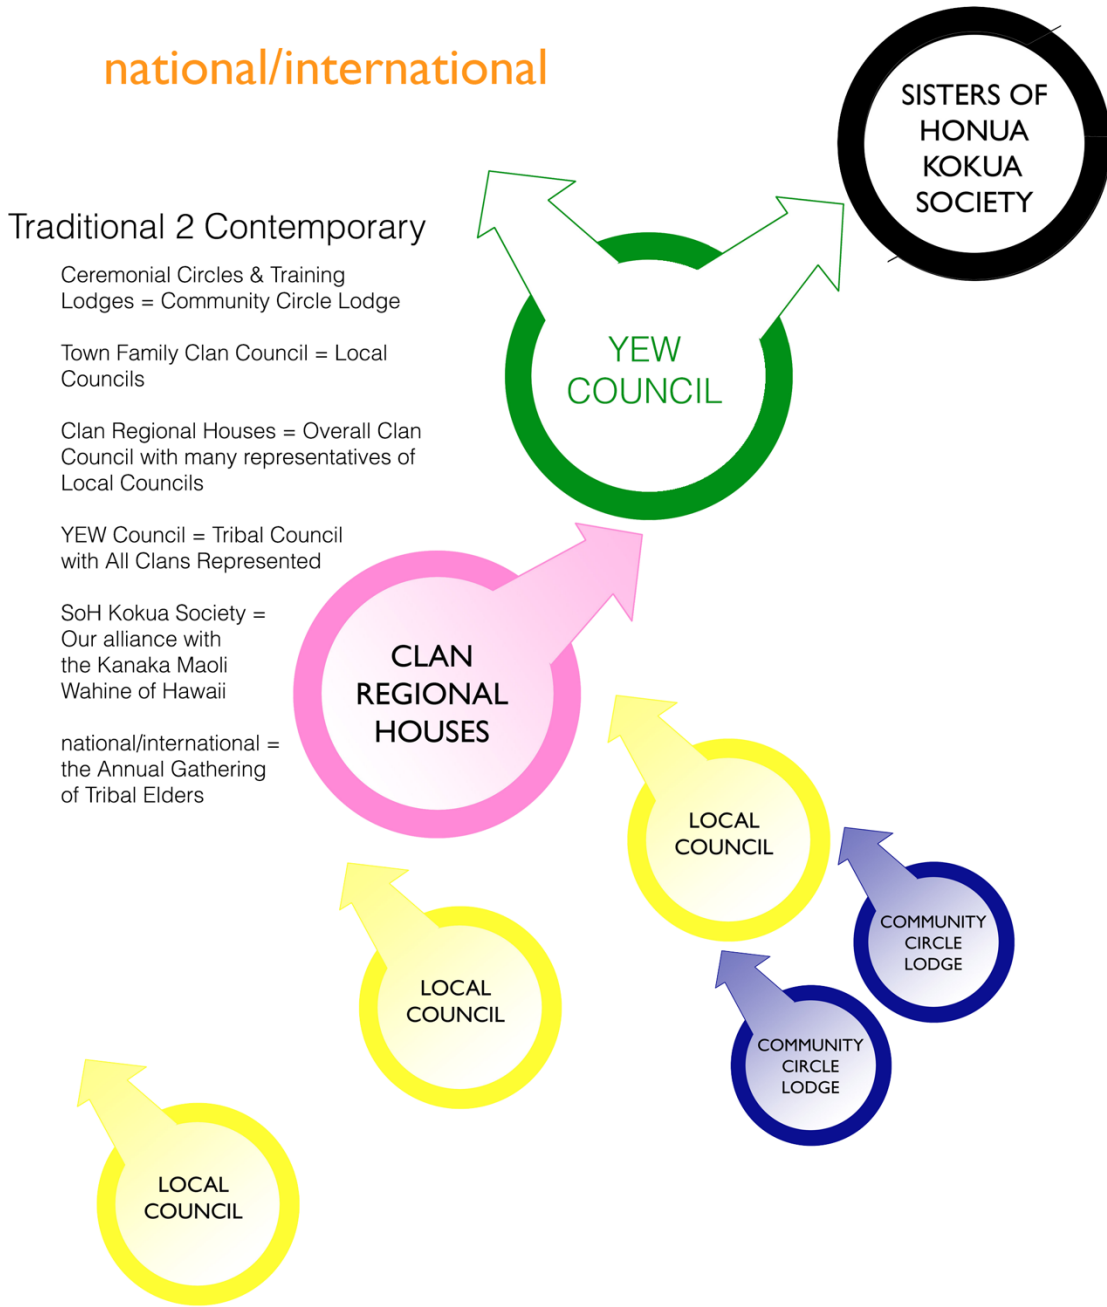 national/international
SISTERS OF
HONUA
KOKUA
SOCIETY
Traditional 2 Contemporary
Ceremonial Circles & Training
Lodges = Community Circle Lodge
Town Family Clan Council = Local
Councils
Clan Regional Houses = Overall Clan
Council with many representatives of
Local Councils
YEW Council = Tribal Council
with All Clans Represented
SoH Kokua Society =
Our alliance with
the Kanaka Maoli
Wahine of Hawaii
national/international =
the Annual Gathering
of Tribal Elders
YEW
COUNCIL
CLAN
REGIONAL
HOUSES
LOCAL
COUNCIL
COMMUNITY
CIRCLE
LODGE
LOCAL
COUNCIL
COMMUNITY
CIRCLE
LODGE
LOCAL
COUNCIL